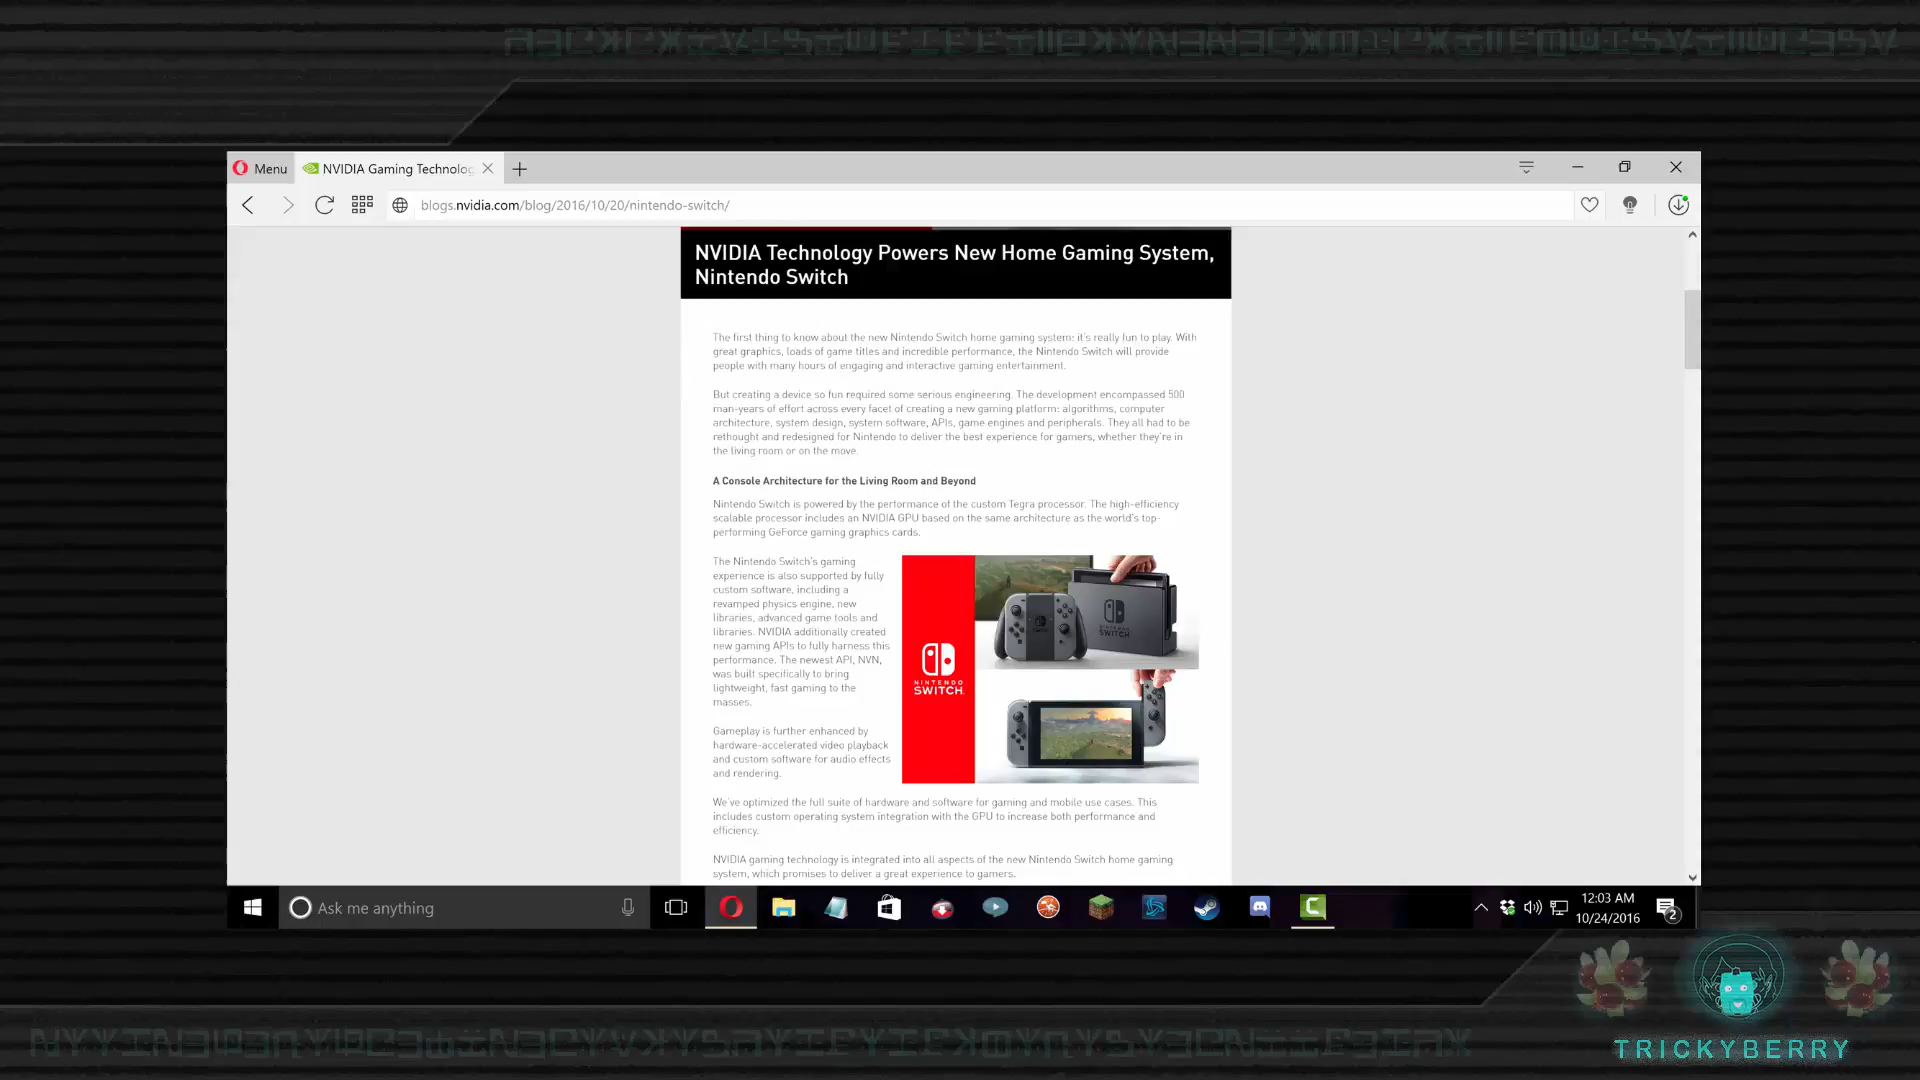 Menu
NVIDIA Gaming Technolog
blogs.nvidia.com/blog/2016/10/20/nintendo-switch/
NVIDIA Technology Powers New Home Gaming System,
Nintendo Switch
The first thing to know about the new Nintendo Switch home gaming system: it's really fun to play. With
great graphics, loads of game titles and incredible performance, the Nintendo Switch will provide
people with many hours of engaging and interactive gaming entertainment.
But creating a device so fun required some serious engineering. The development encompassed 500
man-years of effort across every facet of creating a new gaming platform: algorithms, computer
architecture, system design, system software, APIs, game engines and peripherals. They all had to be
rethought and redesigned for Nintendo to deliver the best experience for gamers, whether they're in
the living room or on the move.
A Console Architecture for the Living Room and Beyond
Nintendo Switch is powered by the performance of the custom Tegra processor. The high-efficiency
scalable processor includes an NVIDIA GPU based on the same architecture as the world's top-
performing GeForce gaming graphics cards.
The Nintendo Switch's gaming
experience is also supported by fully
custom software, including a
revamped physics engine, new
libraries, advanced game tools and
libraries. NVIDIA additionally created
new gaming APIs to fully harness this
performance. The newest API, NVN,
was built specifically to bring
lightweight, fast gaming to the
masses.
NINTENDO
SWITCH
NINTENDO
SWITCH
Gameplay is further enhanced by
hardware-accelerated video playback
and custom software for audio effects
and rendering.
We've optimized the full suite of hardware and software for gaming and mobile use cases. This
includes custom operating system integration with the GPU to increase both performance and
efficiency.
NVIDIA gaming technology is integrated into all aspects of the new Nintendo Switch home gaming
system, which promises to deliver a great experience to gamers.
Ask me anything
12:03 AM
10/24/2016
2
TRICKYBERRY